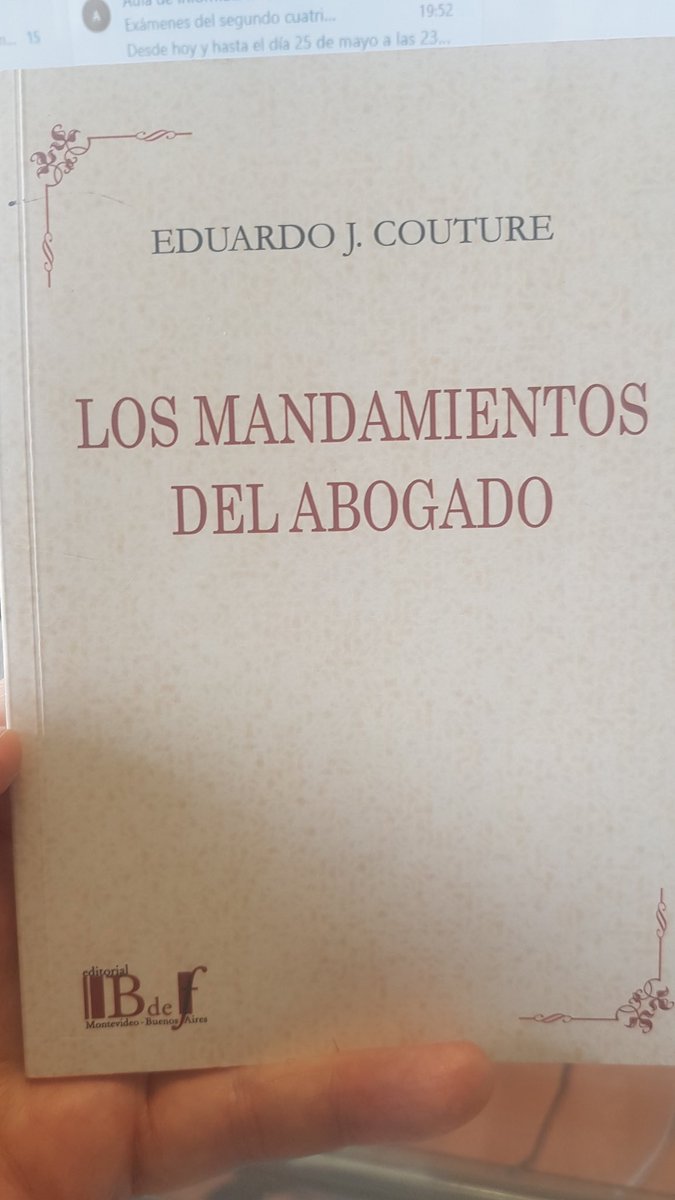 15
A
Exámenes del segundo cuatri... 19:52
Desde hoy y hasta el día 25 de mayo a las 23...
EDUARDO J. COUTURE
LOS MANDAMIENTOS
DEL ABOGADO
editorial
B de f
Montevideo - Buenos Aires